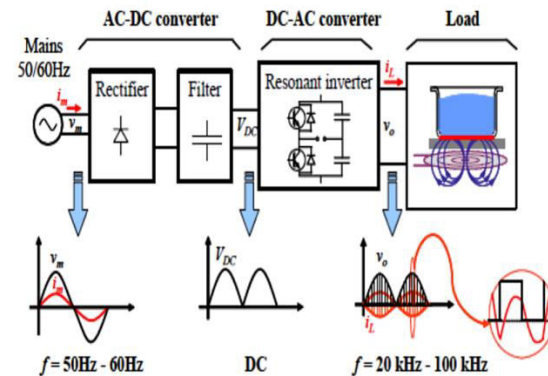 AC-DC converter
DC-AC converter
Load
Mains
50/60Hz
i_m
v_m
Rectifier
Filter
V_DC
Resonant inverter
i_L
v_o
v_m
i_m
V_DC
v_o
i_L
f = 50Hz - 60Hz
DC
f = 20 kHz - 100 kHz